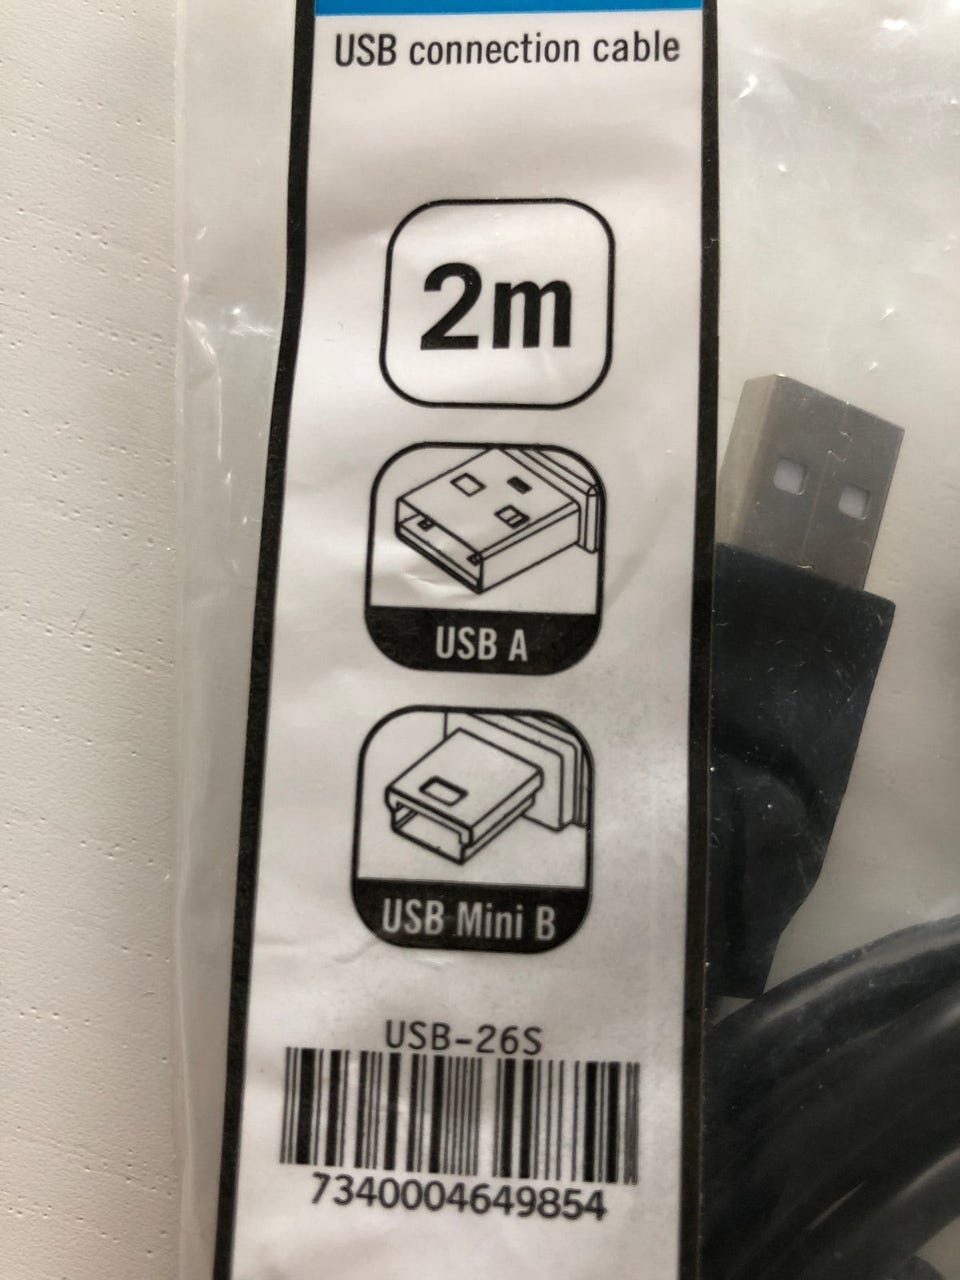 USB connection cable
2m
USB A
USB Mini B
USB-26S
7340004649854